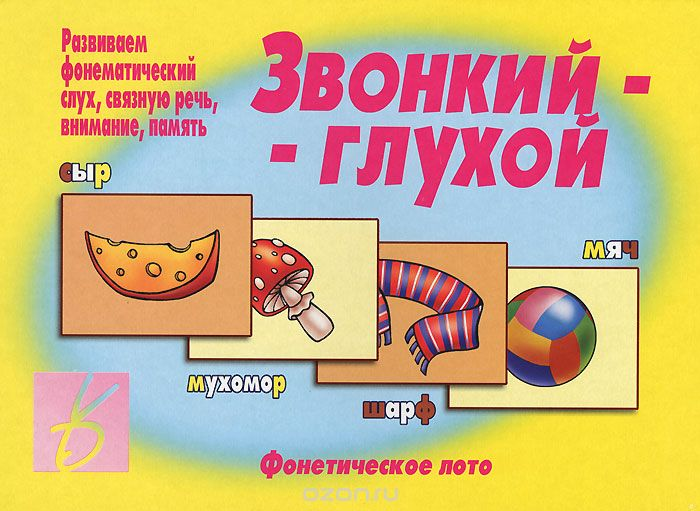 Развиваем
фонематический
слух, связную речь,
внимание, память
Звонкий -
- глухой
сыр
мяч
мухомор
шарф
Фонетическое лото
ozon.ru